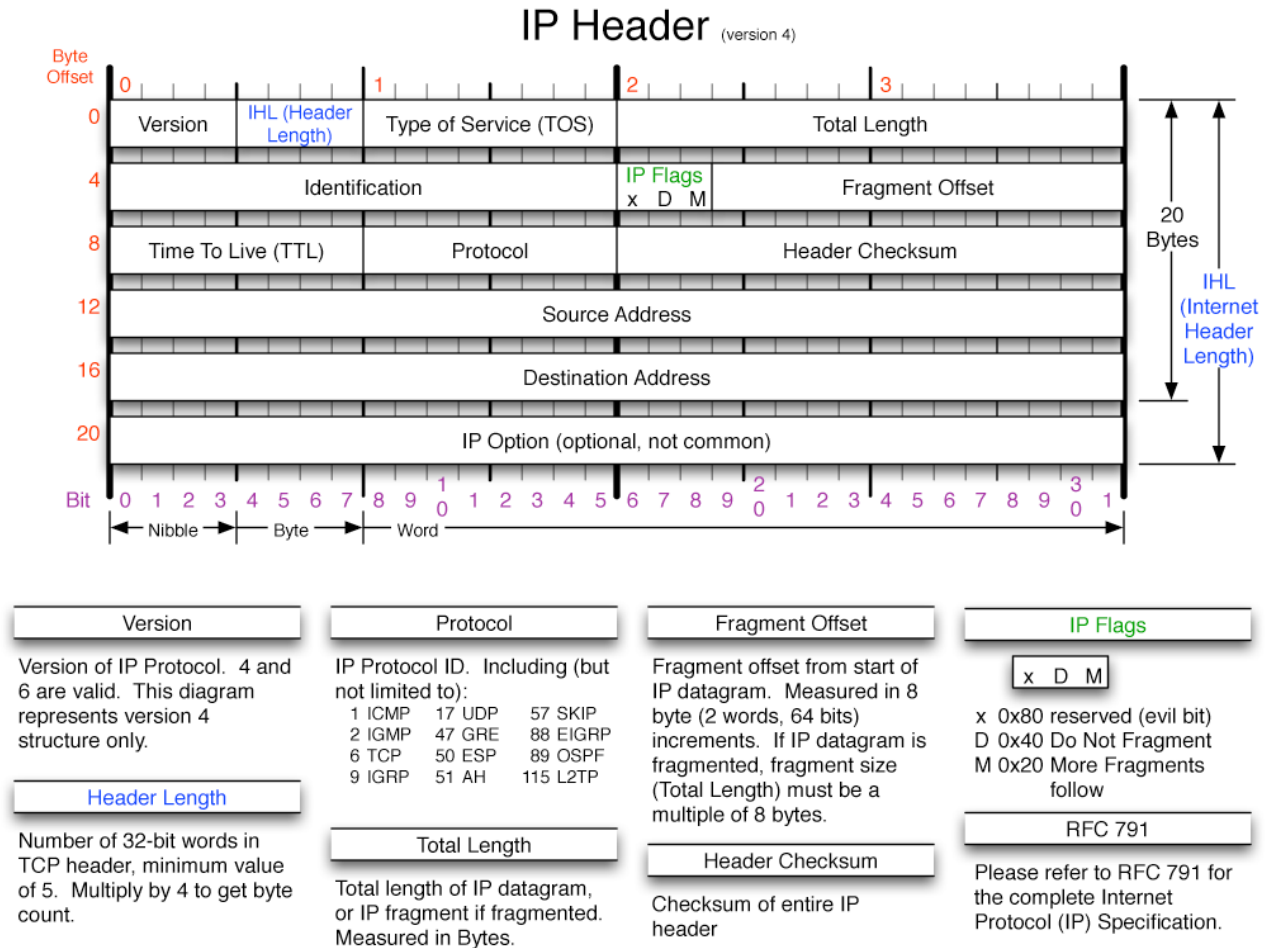 IP Header (version 4)
Byte
Offset
0 1 2 3
0 Version IHL (Header Length) Type of Service (TOS) Total Length
4 Identification IP Flags x D M Fragment Offset
8 Time To Live (TTL) Protocol Header Checksum
12 Source Address
16 Destination Address
20 IP Option (optional, not common)
20
Bytes
IHL
(Internet
Header
Length)
Bit 0 1 2 3 4 5 6 7 8 9 10 1 2 3 4 5 6 7 8 9 20 1 2 3 4 5 6 7 8 9 30 1
Nibble Byte Word
Version
Version of IP Protocol. 4 and
6 are valid. This diagram
represents version 4
structure only.
Header Length
Number of 32-bit words in
TCP header, minimum value
of 5. Multiply by 4 to get byte
count.
Protocol
IP Protocol ID. Including (but
not limited to):
1 ICMP 17 UDP 57 SKIP
2 IGMP 47 GRE 88 EIGRP
6 TCP 50 ESP 89 OSPF
9 IGRP 51 AH 115 L2TP
Total Length
Total length of IP datagram,
or IP fragment if fragmented.
Measured in Bytes.
Fragment Offset
Fragment offset from start of
IP datagram. Measured in 8
byte (2 words, 64 bits)
increments. If IP datagram is
fragmented, fragment size
(Total Length) must be a
multiple of 8 bytes.
Header Checksum
Checksum of entire IP
header
IP Flags
x D M
x 0x80 reserved (evil bit)
D 0x40 Do Not Fragment
M 0x20 More Fragments
follow
RFC 791
Please refer to RFC 791 for
the complete Internet
Protocol (IP) Specification.